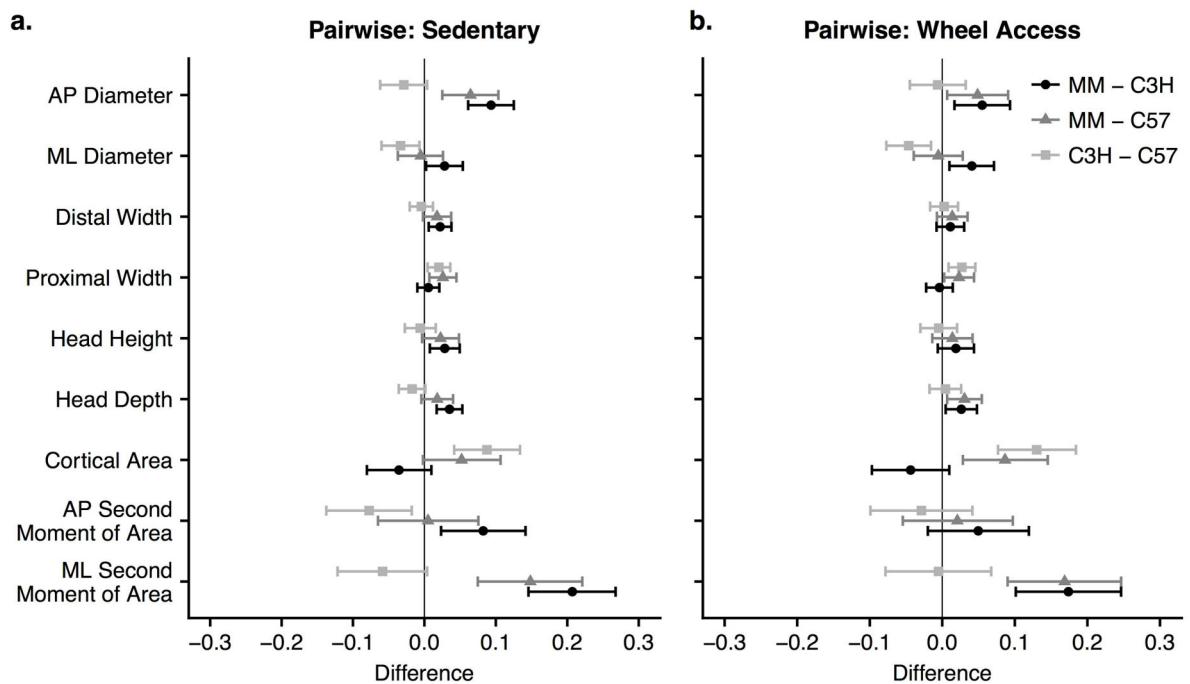 a.
Pairwise: Sedentary
AP Diameter
ML Diameter
Distal Width
Proximal Width
Head Height
Head Depth
Cortical Area
AP Second
Moment of Area
ML Second
Moment of Area
−0.3 −0.2 −0.1 0.0 0.1 0.2 0.3
Difference
b.
Pairwise: Wheel Access
MM − C3H
MM − C57
C3H − C57
−0.3 −0.2 −0.1 0.0 0.1 0.2 0.3
Difference